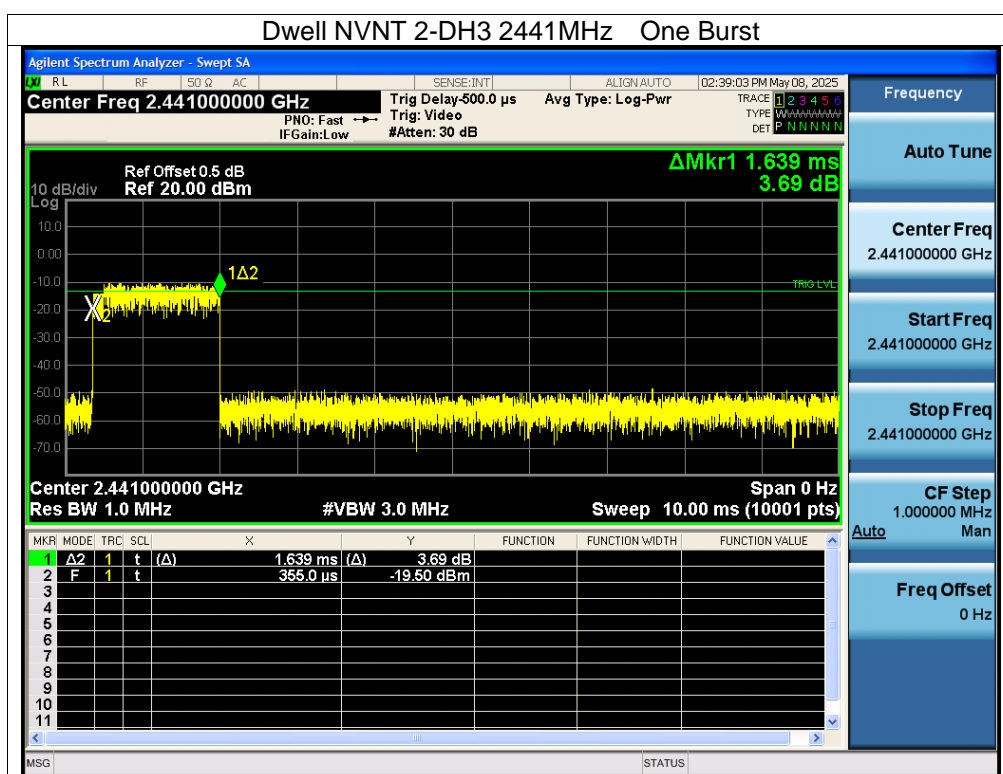 Dwell NVNT 2-DH3 2441MHz One Burst
Agilent Spectrum Analyzer - Swept SA
LXI RL RF 50 Ω AC SENSE:INT ALIGN AUTO 02:39:03 PM May 08, 2025
Center Freq 2.441000000 GHz
PNO: Fast
IFGain:Low
Trig Delay-500.0 µs
Trig: Video
#Atten: 30 dB
Avg Type: Log-Pwr
TRACE 1 2 3 4 5 6
TYPE WWWWWW
DET P N N N N N
Frequency
ΔMkr1 1.639 ms
3.69 dB
Ref Offset 0.5 dB
10 dB/div Ref 20.00 dBm
Log
10.0
0.00
-10.0
-20.0
-30.0
-40.0
-50.0
-60.0
-70.0
1Δ2
TRIG LVL
X2
Center 2.441000000 GHz Span 0 Hz
Res BW 1.0 MHz #VBW 3.0 MHz Sweep 10.00 ms (10001 pts)
MKR MODE TRC SCL X Y FUNCTION FUNCTION WIDTH FUNCTION VALUE
1 Δ2 1 t (Δ) 1.639 ms (Δ) 3.69 dB
2 F 1 t 355.0 µs -19.50 dBm
3
4
5
6
7
8
9
10
11
MSG STATUS
Auto Tune
Center Freq
2.441000000 GHz
Start Freq
2.441000000 GHz
Stop Freq
2.441000000 GHz
CF Step
1.000000 MHz
Auto Man
Freq Offset
0 Hz